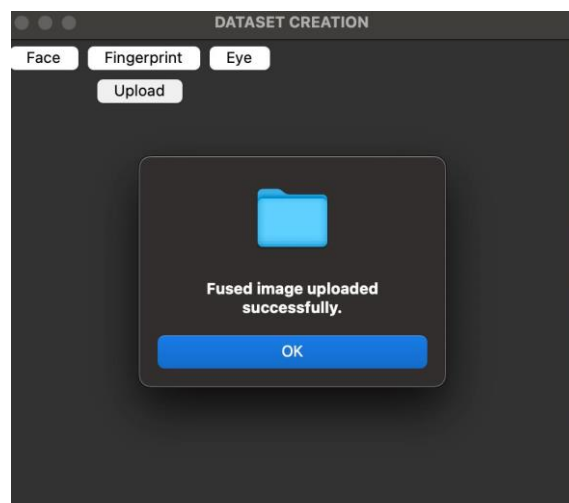 DATASET CREATION
Face Fingerprint Eye
Upload
Fused image uploaded
successfully.
OK